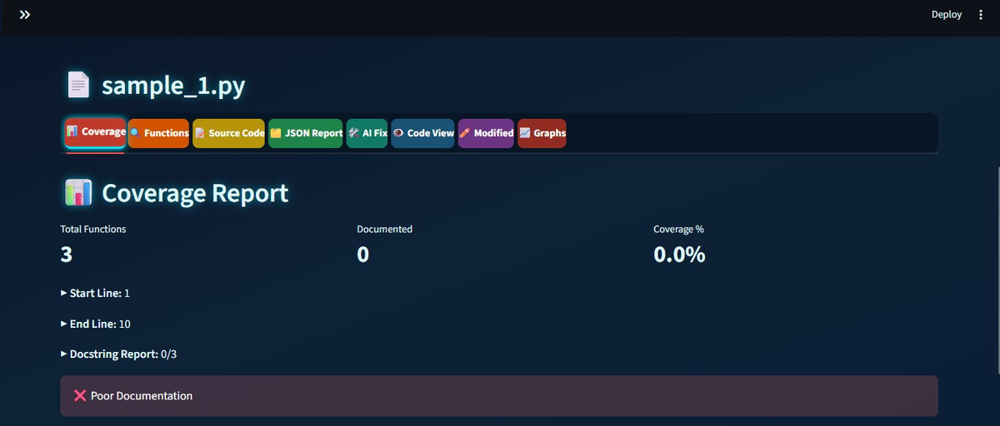 Deploy
sample_1.py
Coverage Functions Source Code JSON Report AI Fix Code View Modified Graphs
Coverage Report
Total Functions Documented Coverage %
3 0 0.0%
Start Line: 1
End Line: 10
Docstring Report: 0/3
Poor Documentation